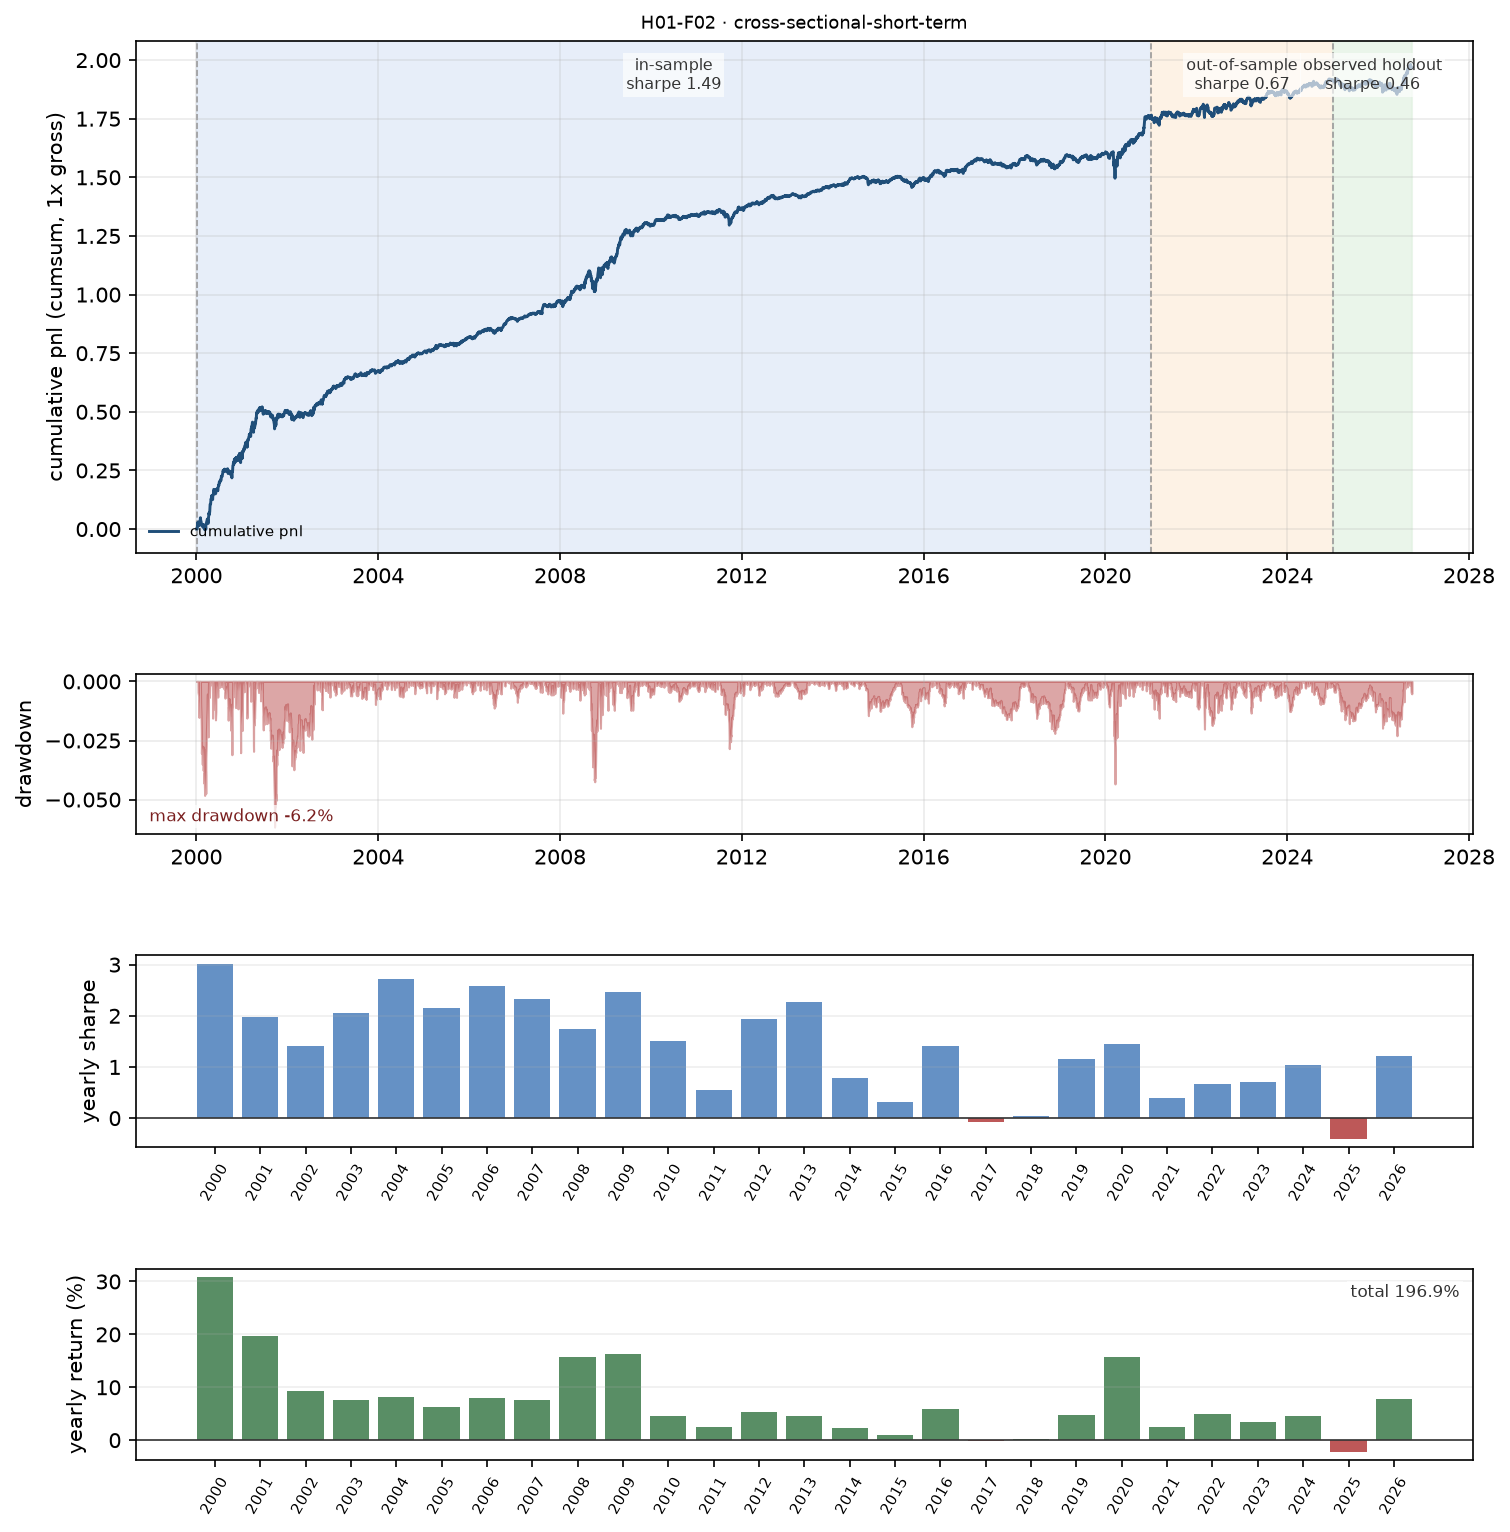 H01-F02 · cross-sectional-short-term
cumulative pnl (cumsum, 1x gross)
2.00
1.75
1.50
1.25
1.00
0.75
0.50
0.25
0.00
in-sample
sharpe 1.49
out-of-sample
sharpe 0.67
observed holdout
sharpe 0.46
cumulative pnl
2000 2004 2008 2012 2016 2020 2024 2028
drawdown
0.000
−0.025
−0.050
max drawdown -6.2%
2000 2004 2008 2012 2016 2020 2024 2028
yearly sharpe
3
2
1
0
2000 2001 2002 2003 2004 2005 2006 2007 2008 2009 2010 2011 2012 2013 2014 2015 2016 2017 2018 2019 2020 2021 2022 2023 2024 2025 2026
yearly return (%)
30
20
10
0
total 196.9%
2000 2001 2002 2003 2004 2005 2006 2007 2008 2009 2010 2011 2012 2013 2014 2015 2016 2017 2018 2019 2020 2021 2022 2023 2024 2025 2026